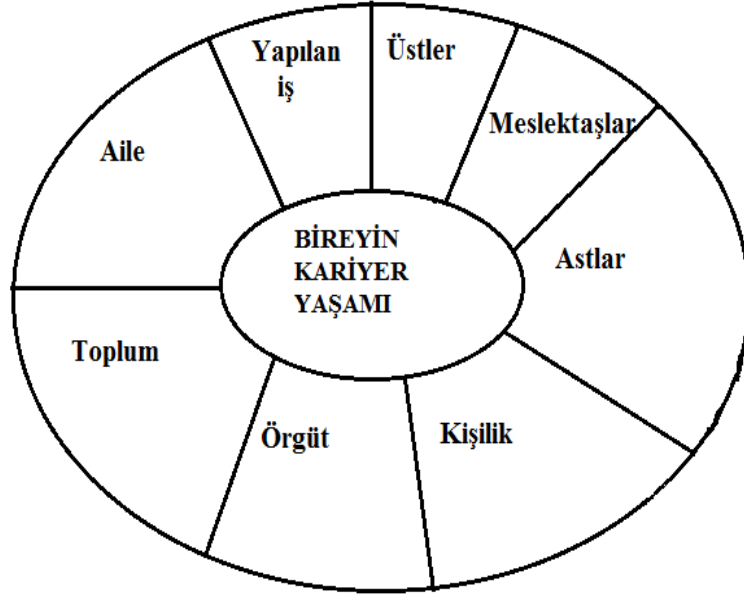 Yapılan
iş
Üstler
Meslektaşlar
Aile
BİREYİN
KARİYER
YAŞAMI
Astlar
Toplum
Örgüt
Kişilik